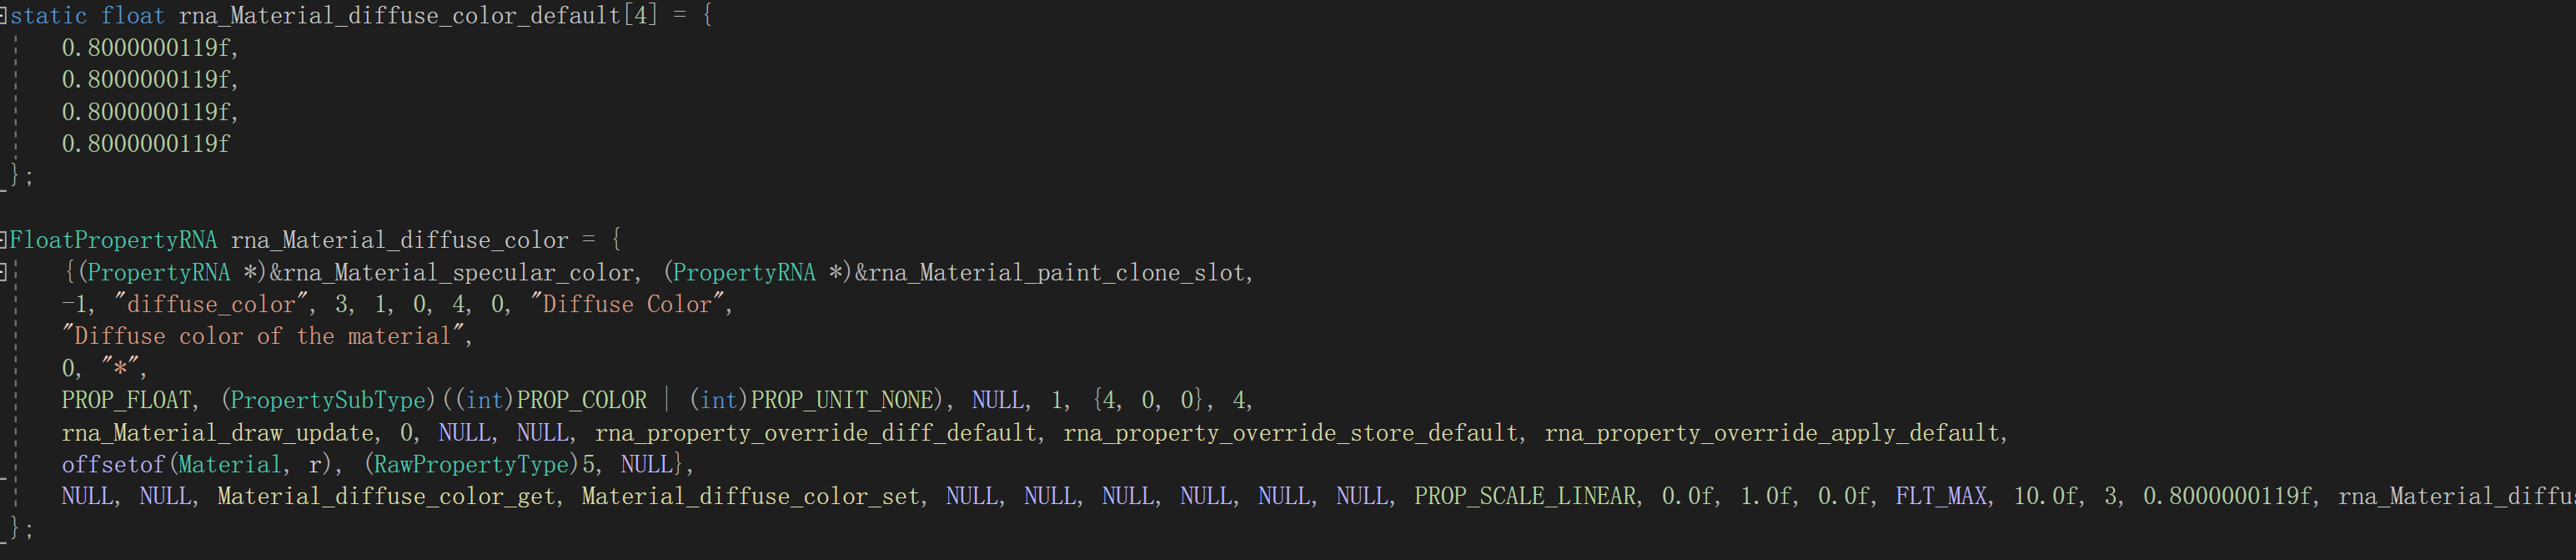 static float rna_Material_diffuse_color_default[4] = {
    0.8000000119f,
    0.8000000119f,
    0.8000000119f,
    0.8000000119f
};
FloatPropertyRNA rna_Material_diffuse_color = {
    {(PropertyRNA *)&rna_Material_specular_color, (PropertyRNA *)&rna_Material_paint_clone_slot,
    -1, "diffuse_color", 3, 1, 0, 4, 0, "Diffuse Color",
    "Diffuse color of the material",
    0, "*",
    PROP_FLOAT, (PropertySubType)((int)PROP_COLOR | (int)PROP_UNIT_NONE), NULL, 1, {4, 0, 0}, 4,
    rna_Material_draw_update, 0, NULL, NULL, rna_property_override_diff_default, rna_property_override_store_default, rna_property_override_apply_default,
    offsetof(Material, r), (RawPropertyType)5, NULL},
    NULL, NULL, Material_diffuse_color_get, Material_diffuse_color_set, NULL, NULL, NULL, NULL, NULL, NULL, PROP_SCALE_LINEAR, 0.0f, 1.0f, 0.0f, FLT_MAX, 10.0f, 3, 0.8000000119f, rna_Material_diffus
};